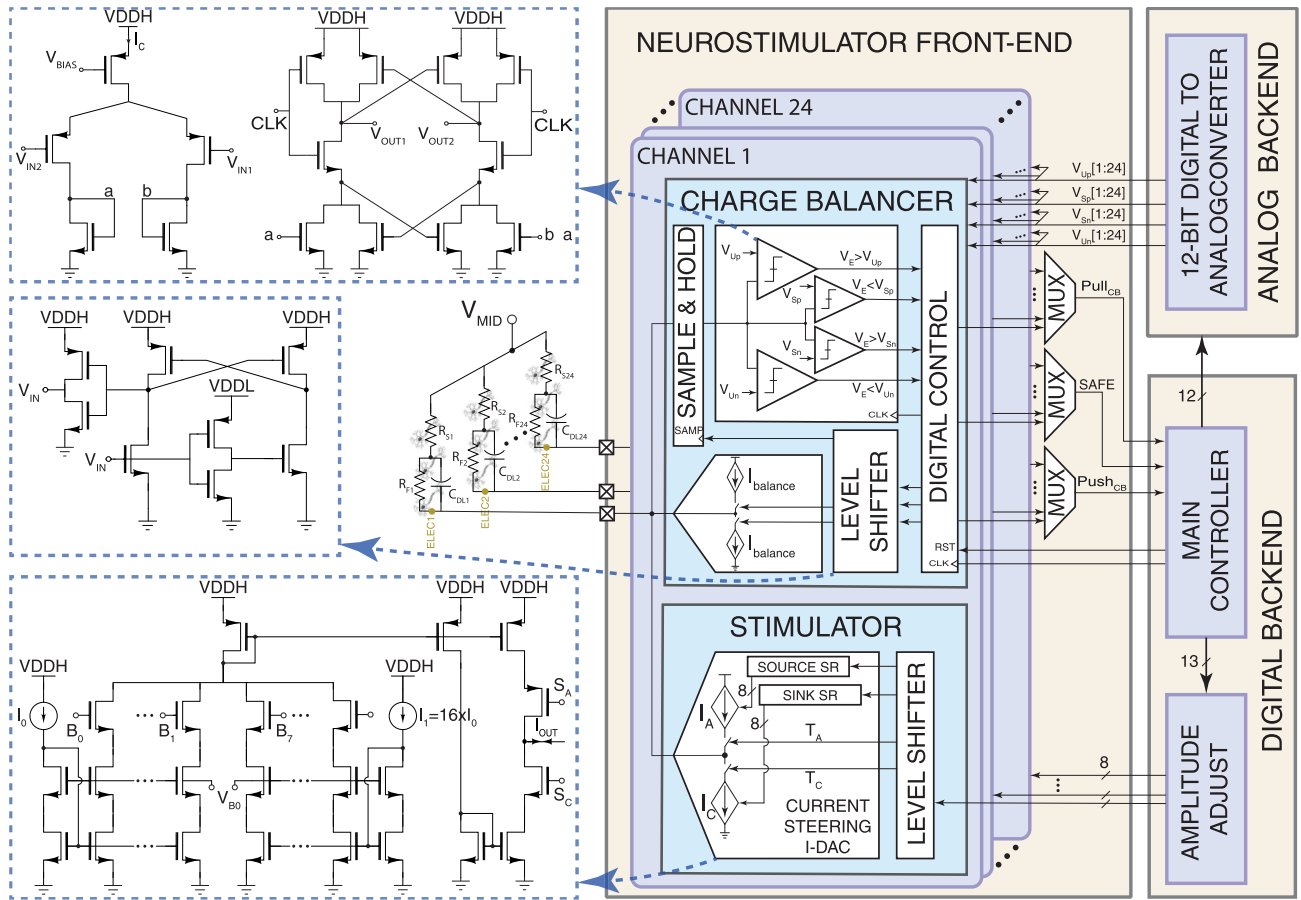 VDDH
I_C
V_BIAS
V_IN2
V_IN1
a
b
VDDH
VDDH
CLK
CLK
V_OUT1
V_OUT2
a
b a
VDDH
VDDH
VDDH
V_IN
VDDL
V_IN
V_MID
R_S1
R_S2
R_S24
R_F1
R_F2
R_F24
C_DL1
C_DL2
C_DL24
ELEC1
ELEC2
ELEC24
VDDH
VDDH
VDDH
VDDH
VDDH
I_0
B_0
B_1
B_7
I_1=16xI_0
V_B0
S_A
I_OUT
S_C
NEUROSTIMULATOR FRONT-END
CHANNEL 24
CHANNEL 1
CHARGE BALANCER
SAMPLE & HOLD
SAMP
V_Up
V_Sp
V_Sn
V_Un
V_E>V_Up
V_E<V_Sp
V_E>V_Sn
V_E<V_Un
CLK
DIGITAL CONTROL
RST
CLK
I_balance
I_balance
LEVEL
SHIFTER
STIMULATOR
SOURCE SR
SINK SR
8
8
I_A
I_C
T_A
T_C
CURRENT
STEERING
I-DAC
LEVEL SHIFTER
V_Up[1:24]
V_Sp[1:24]
V_Sn[1:24]
V_Un[1:24]
MUX
MUX
MUX
Pull_CB
SAFE
Push_CB
12-BIT DIGITAL TO
ANALOGCONVERTER
ANALOG BACKEND
12
MAIN
CONTROLLER
13
AMPLITUDE
ADJUST
8
DIGITAL BACKEND